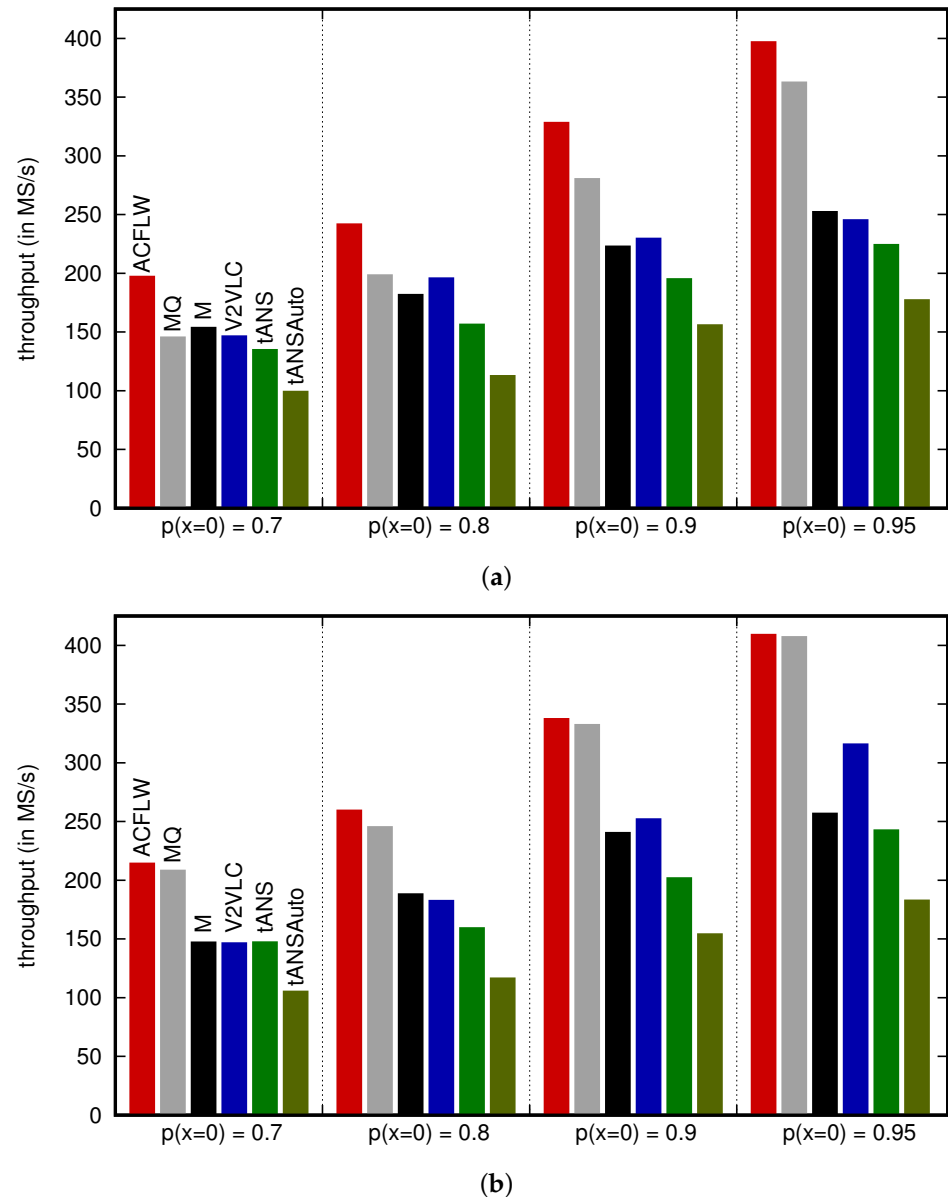 400
350
300
250
200
150
100
50
0
throughput (in MS/s)
ACFLW
MQ
M
V2VLC
tANS
tANSAuto
p(x=0) = 0.7
p(x=0) = 0.8
p(x=0) = 0.9
p(x=0) = 0.95
(a)
400
350
300
250
200
150
100
50
0
throughput (in MS/s)
ACFLW
MQ
M
V2VLC
tANS
tANSAuto
p(x=0) = 0.7
p(x=0) = 0.8
p(x=0) = 0.9
p(x=0) = 0.95
(b)